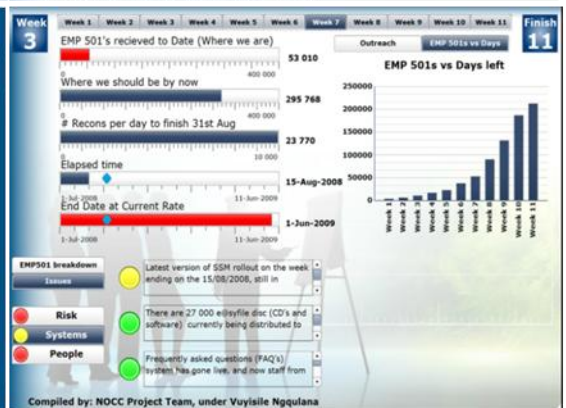 Week 3
Week 1 Week 2 Week 3 Week 4 Week 5 Week 6 Week 7 Week 8 Week 9 Week 10 Week 11
Finish 11
EMP 501's recieved to Date (Where we are)
53 010
0 400 000
Where we should be by now
295 768
0 400 000
# Recons per day to finish 31st Aug
23 770
0 10 000
Elapsed time
15-Aug-2008
1-Jul-2008 11-Jun-2009
End Date at Current Rate
1-Jun-2009
1-Jul-2008 11-Jun-2009
Outreach EMP 501s vs Days
EMP 501s vs Days left
250000
200000
150000
100000
50000
0
Week 1 Week 2 Week 3 Week 4 Week 5 Week 6 Week 7 Week 8 Week 9 Week 10 Week 11
EMP501 breakdown
Issues
Risk
Systems
People
Latest version of SSM rollout on the week
ending on the 15/08/2008, still in
There are 27 000 e@syfile disc (CD's and
software) currently being distributed to
Frequently asked questions (FAQ's)
system has gone live, and now staff from
Compiled by: NOCC Project Team, under Vuyisile Ngqulana